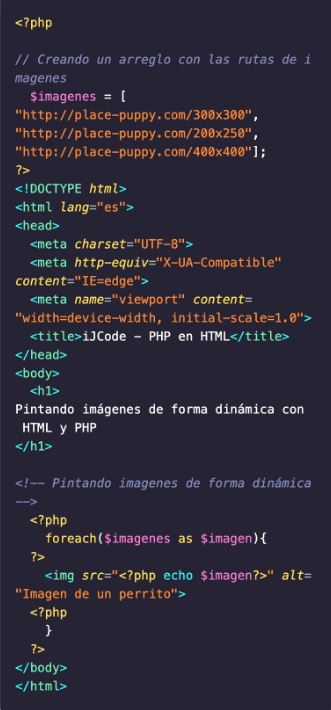 <?php
// Creando un arreglo con las rutas de i
magenes
$imagenes = [
"http://place-puppy.com/300x300",
"http://place-puppy.com/200x250",
"http://place-puppy.com/400x400"];
?>
<!DOCTYPE html>
<html lang="es">
<head>
<meta charset="UTF-8">
<meta http-equiv="X-UA-Compatible"
content="IE=edge">
<meta name="viewport" content=
"width=device-width, initial-scale=1.0">
<title>iJCode - PHP en HTML</title>
</head>
<body>
<h1>
Pintando imágenes de forma dinámica con
HTML y PHP
</h1>
<!-- Pintando imagenes de forma dinámica
-->
<?php
foreach($imagenes as $imagen){
?>
<img src="<?php echo $imagen?>" alt=
"Imagen de un perrito">
<?php
}
?>
</body>
</html>